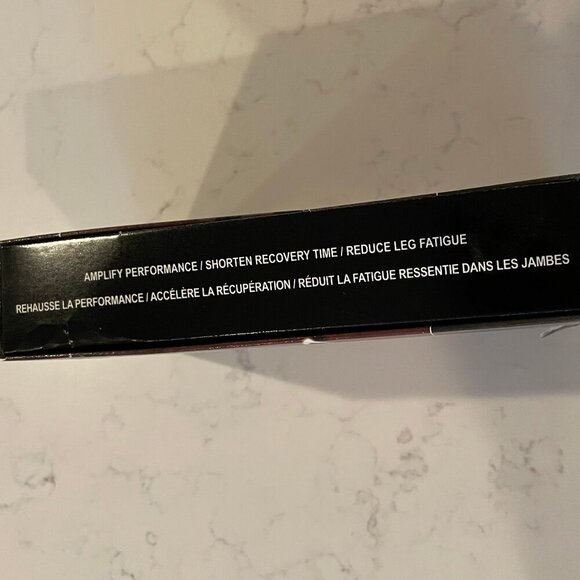 AMPLIFY PERFORMANCE / SHORTEN RECOVERY TIME / REDUCE LEG FATIGUE
REHAUSSE LA PERFORMANCE / ACCÉLÈRE LA RÉCUPÉRATION / RÉDUIT LA FATIGUE RESSENTIE DANS LES JAMBES